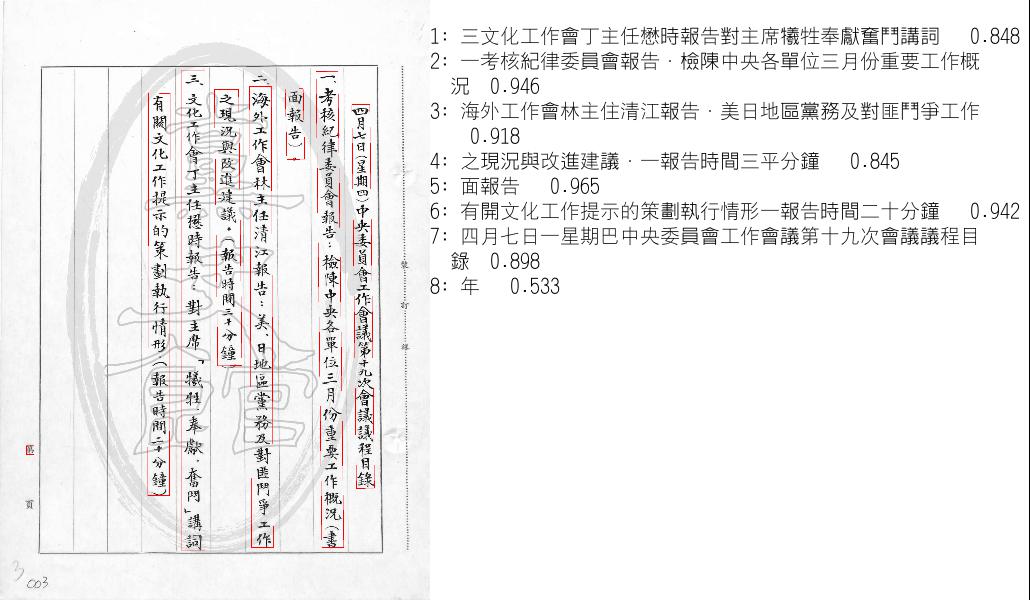 四月七日(星期四)中央委員會工作會議第十九次會議議程目錄
一、考核紀律委員會報告：檢陳中央各單位三月份重要工作概況(書
面報告)。
二、海外工作會林主任清江報告：美、日地區黨務及對匪鬥爭工作
之現況與改進建議。(報告時間三十分鐘)
三、文化工作會丁主任懋時報告：對主席「犧牲、奉獻、奮鬥」講詞
有關文化工作提示的策劃執行情形。(報告時間二十分鐘)
裝
訂
線
第
頁
3
003
1: 三文化工作會丁主任懋時報告對主席犧牲奉獻奮鬥講詞 0.848
2: 一考核紀律委員會報告．檢陳中央各單位三月份重要工作概
況 0.946
3: 海外工作會林主住清江報告．美日地區黨務及對匪鬥爭工作
0.918
4: 之現況與改進建議．一報告時間三平分鐘 0.845
5: 面報告 0.965
6: 有開文化工作提示的策劃執行情形一報告時間二十分鐘 0.942
7: 四月七日一星期巴中央委員會工作會議第十九次會議議程目
錄 0.898
8: 年 0.533